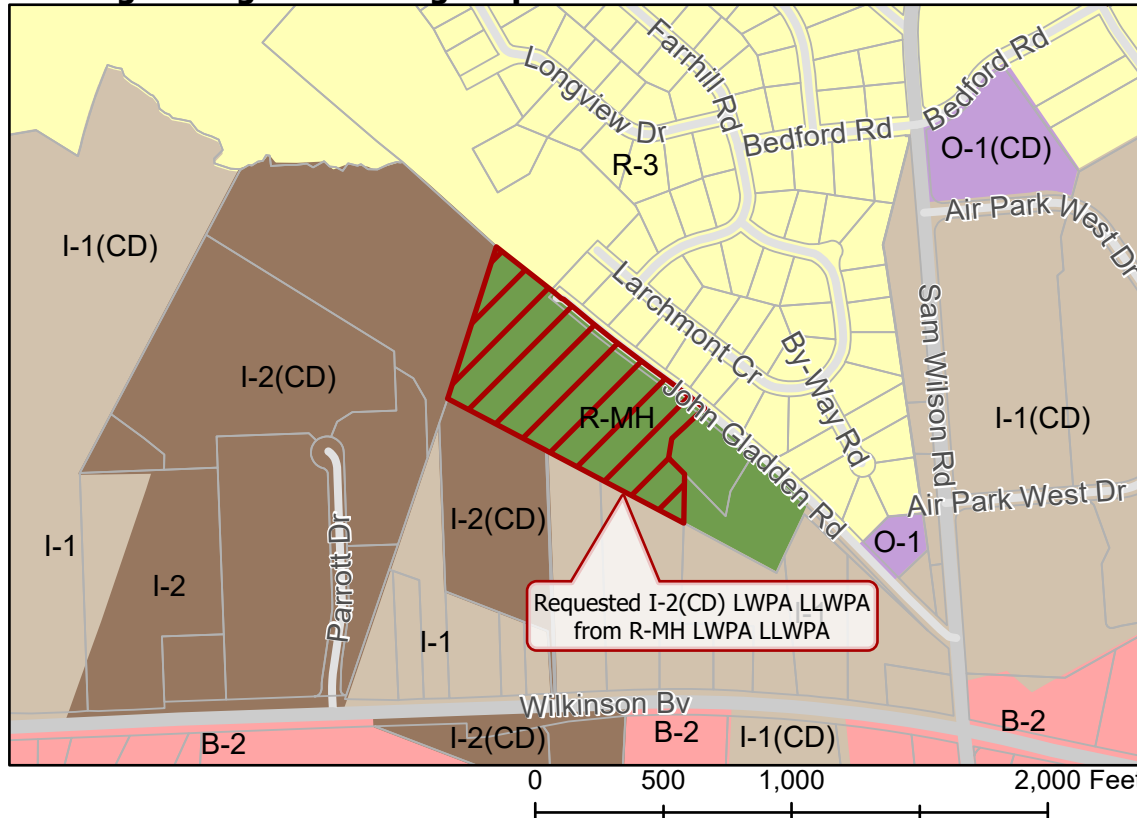 Farrhill Rd
Longview Dr
Bedford Rd
Bedford Rd
O-1(CD)
R-3
Air Park West Dr
I-1(CD)
Larchmont Cr
Sam Wilson Rd
By-Way Rd
I-2(CD)
R-MH
John Gladden Rd
I-1(CD)
Air Park West Dr
I-2(CD)
O-1
I-1
I-2
Parrott Dr
Requested I-2(CD) LWPA LLWPA
from R-MH LWPA LLWPA
I-1
I-1
Wilkinson Bv
B-2
I-2(CD)
B-2
I-1(CD)
B-2
0 500 1,000 2,000 Feet